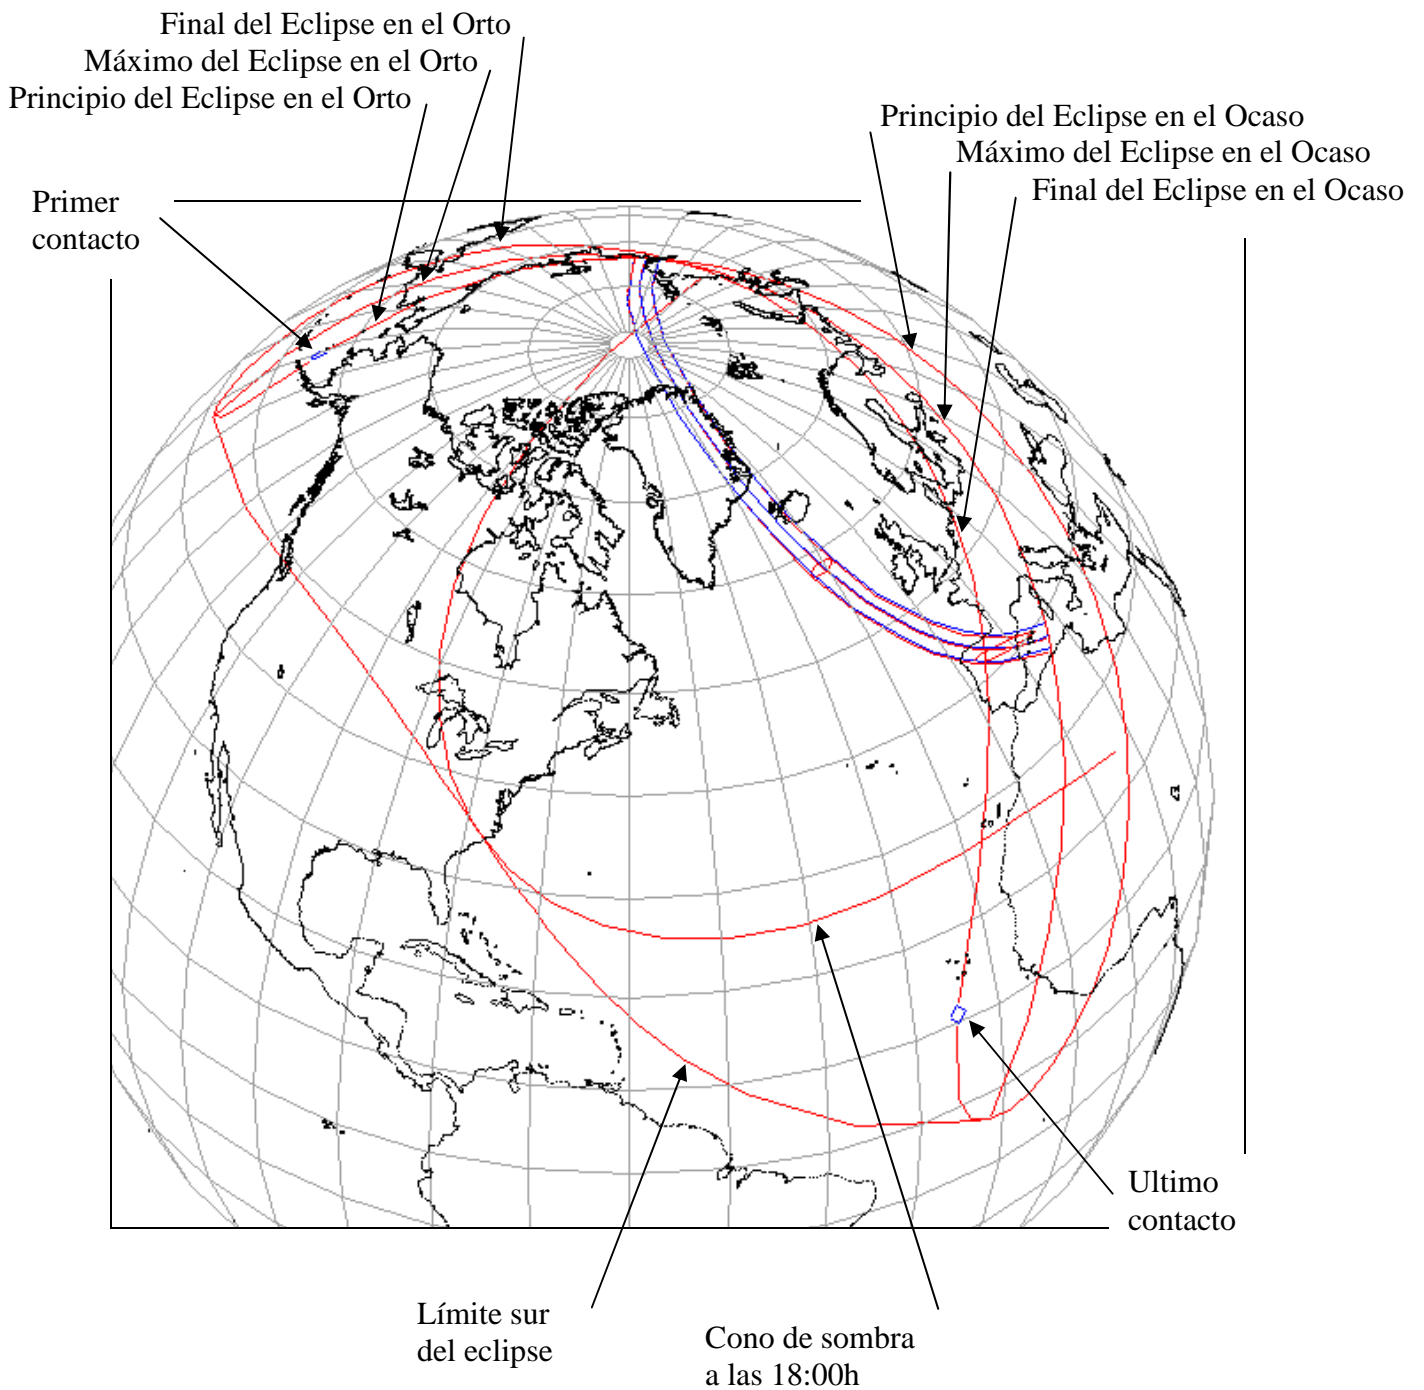 Final del Eclipse en el Orto
Máximo del Eclipse en el Orto
Principio del Eclipse en el Orto
Principio del Eclipse en el Ocaso
Máximo del Eclipse en el Ocaso
Final del Eclipse en el Ocaso
Primer
contacto
Ultimo
contacto
Límite sur
del eclipse
Cono de sombra
a las 18:00h